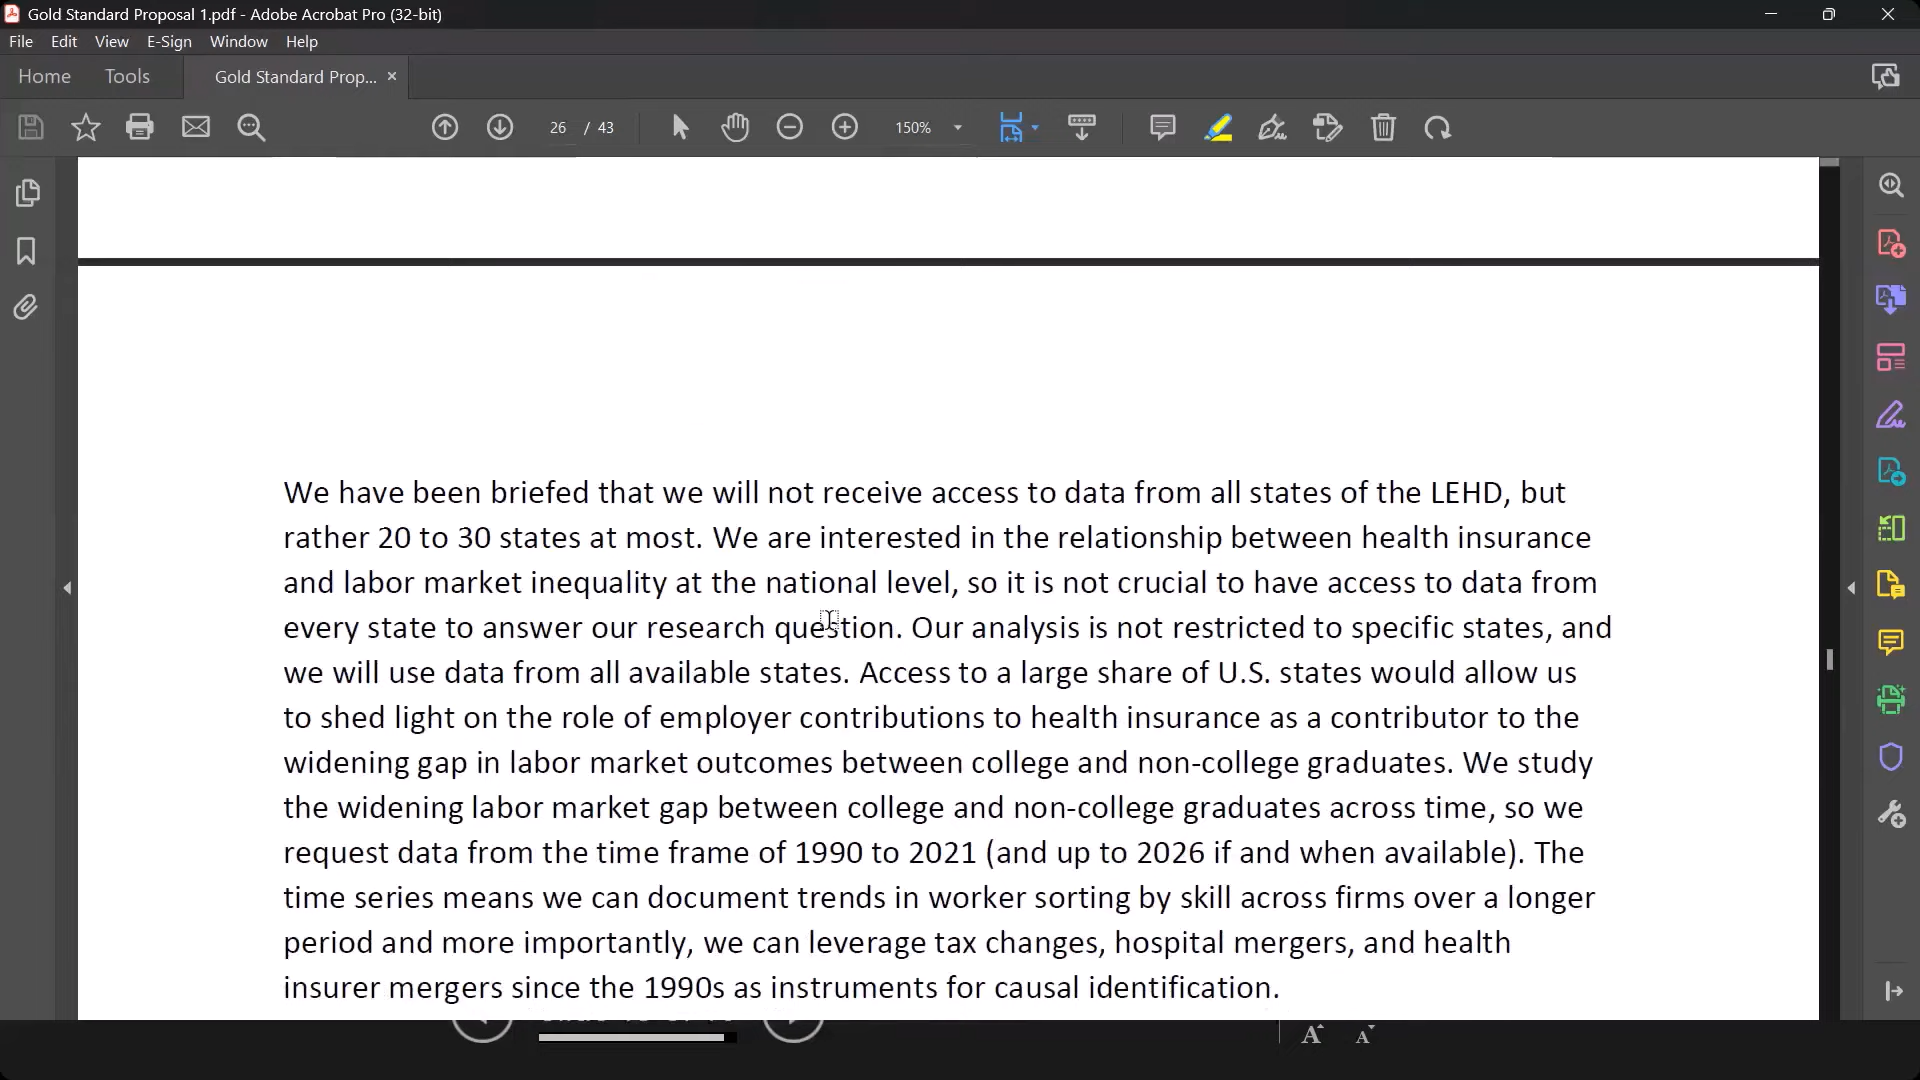 Gold Standard Proposal 1.pdf - Adobe Acrobat Pro (32-bit)
File Edit View E-Sign Window Help
Home Tools Gold Standard Prop...
26 / 43 150%
We have been briefed that we will not receive access to data from all states of the LEHD, but
rather 20 to 30 states at most. We are interested in the relationship between health insurance
and labor market inequality at the national level, so it is not crucial to have access to data from
every state to answer our research question. Our analysis is not restricted to specific states, and
we will use data from all available states. Access to a large share of U.S. states would allow us
to shed light on the role of employer contributions to health insurance as a contributor to the
widening gap in labor market outcomes between college and non-college graduates. We study
the widening labor market gap between college and non-college graduates across time, so we
request data from the time frame of 1990 to 2021 (and up to 2026 if and when available). The
time series means we can document trends in worker sorting by skill across firms over a longer
period and more importantly, we can leverage tax changes, hospital mergers, and health
insurer mergers since the 1990s as instruments for causal identification.
A A